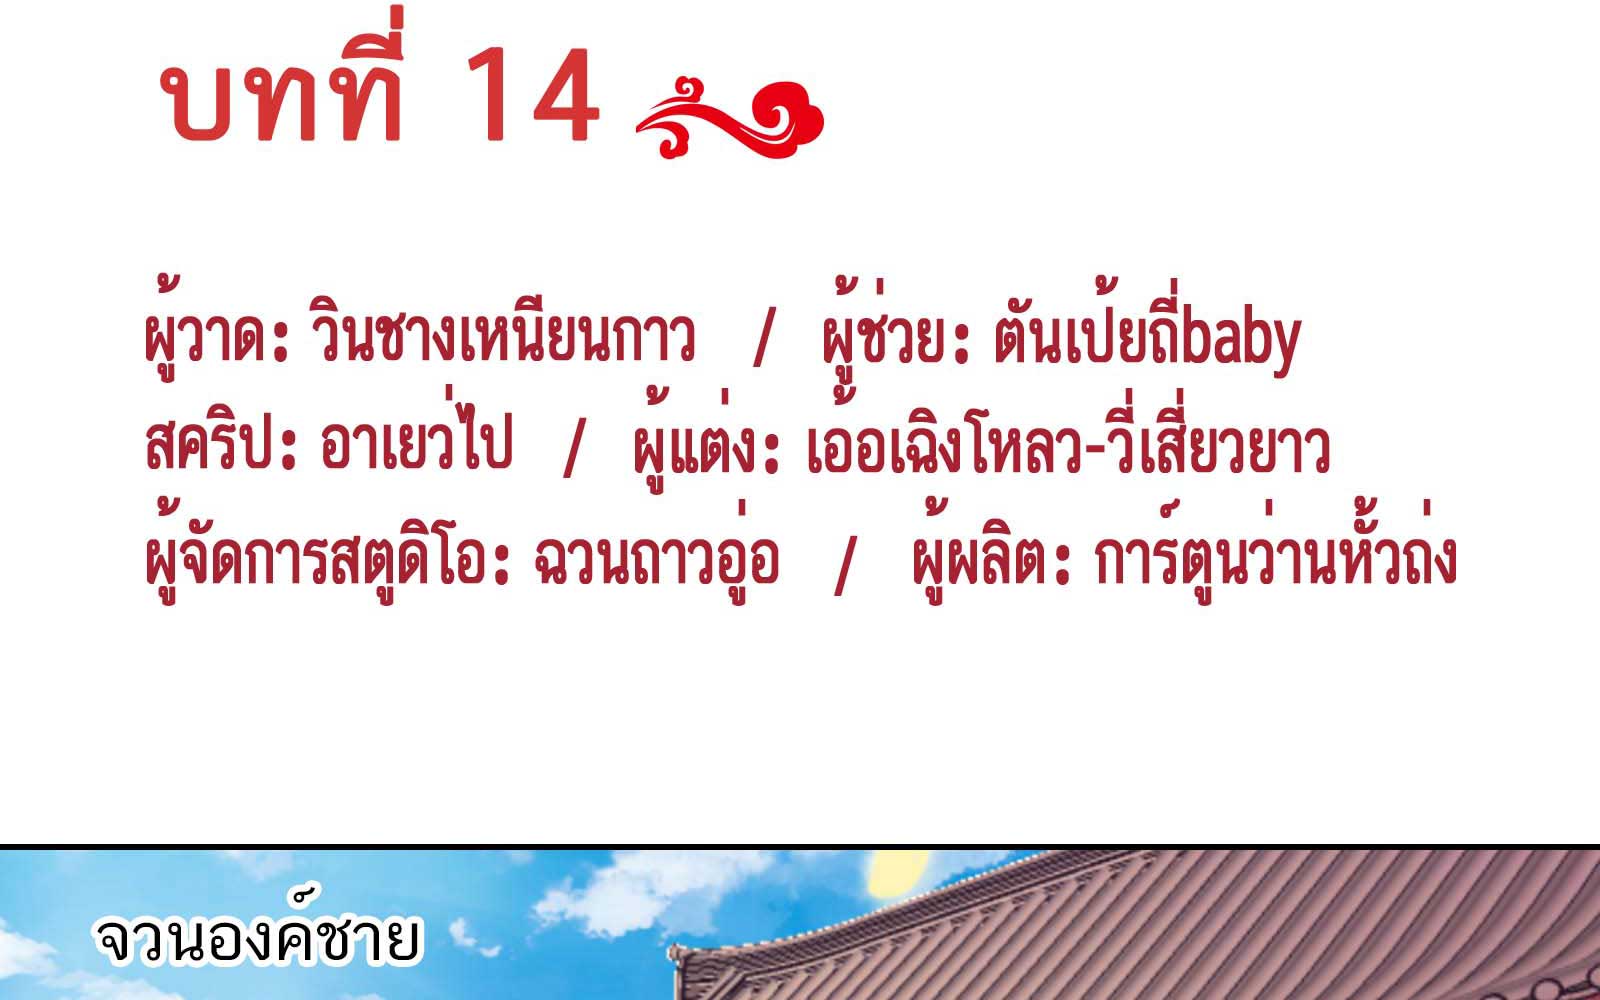 บทที่ 14
ผู้วาด: วินชางเหนียนกาว / ผู้ช่วย: ตันเป้ยถี่baby
สคริป: อาเยว่ไป / ผู้แต่ง: เอ้อเฉิงโหลว-วี่เสี่ยวยาว
ผู้จัดการสตูดิโอ: ฉวนถาวอู่อ / ผู้ผลิต: การ์ตูนว่านหั้วถ่ง
จวนองค์ชาย